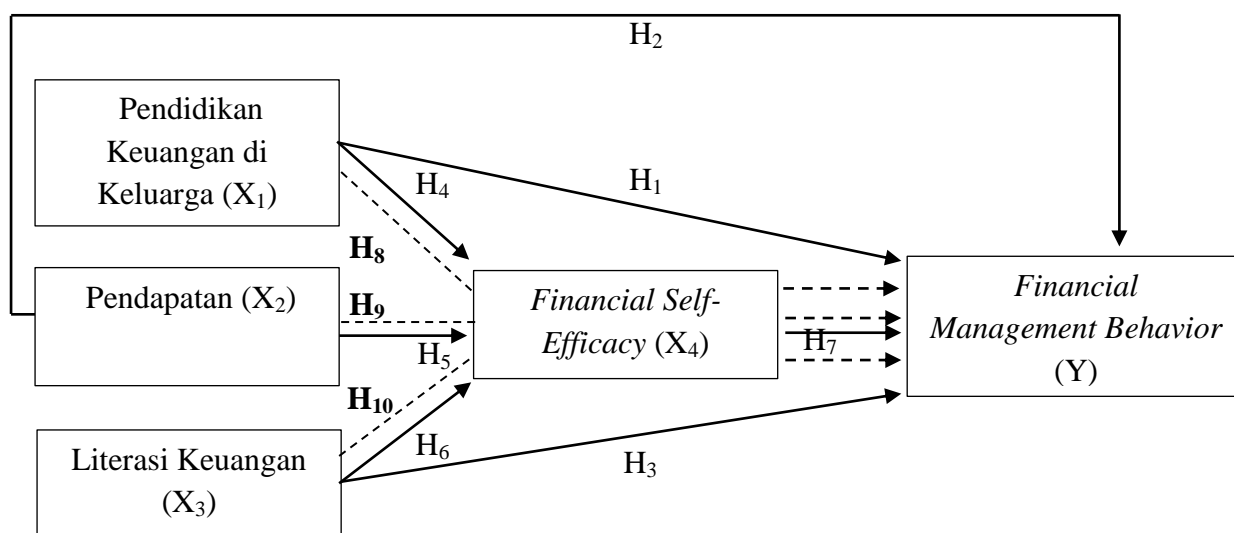 H₂
Pendidikan
Keuangan di
Keluarga (X₁)
H₄
H₁
H₈
Pendapatan (X₂)
H₉
H₅
Financial Self-
Efficacy (X₄)
H₇
Financial
Management Behavior
(Y)
H₁₀
H₆
H₃
Literasi Keuangan
(X₃)